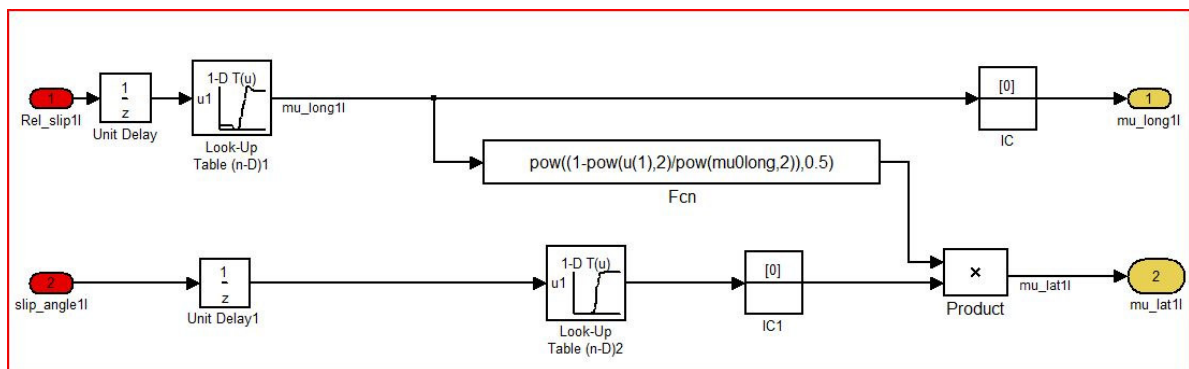 1
Rel_slip1l
1
z
Unit Delay
1-D T(u)
u1
Look-Up
Table (n-D)1
mu_long1l
[0]
IC
1
mu_long1l
pow((1-pow(u(1),2)/pow(mu0long,2)),0.5)
Fcn
2
slip_angle1l
1
z
Unit Delay1
1-D T(u)
u1
Look-Up
Table (n-D)2
[0]
IC1
×
Product
mu_lat1l
2
mu_lat1l